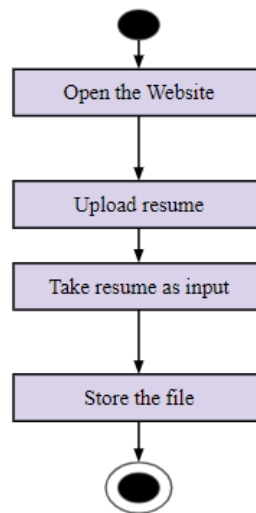 Open the Website
Upload resume
Take resume as input
Store the file